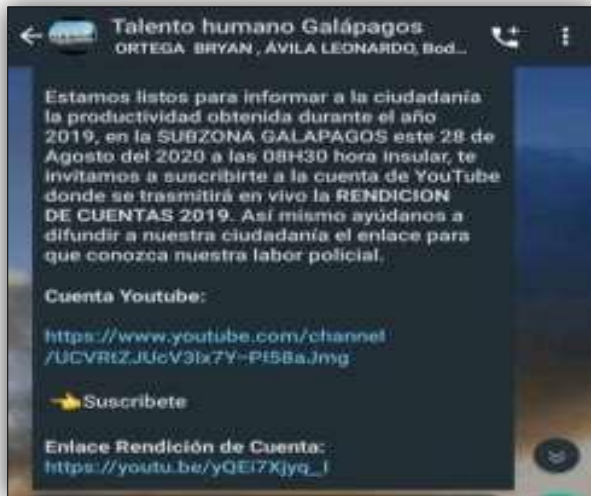 Talento humano Galápagos
ORTEGA BRYAN, ÁVILA LEONARDO, Bod...
Estamos listos para informar a la ciudadanía
la productividad obtenida durante el año
2019, en la SUBZONA GALAPAGOS este 28 de
Agosto del 2020 a las 08H30 hora insular, te
invitamos a suscribirte a la cuenta de YouTube
donde se trasmitirá en vivo la RENDICION
DE CUENTAS 2019. Así mismo ayúdanos a
difundir a nuestra ciudadanía el enlace para
que conozca nuestra labor policial.
Cuenta Youtube:
https://www.youtube.com/channel
Suscribete
Enlace Rendición de Cuenta:
https://youtu.be/yQEi7Xjyq_I